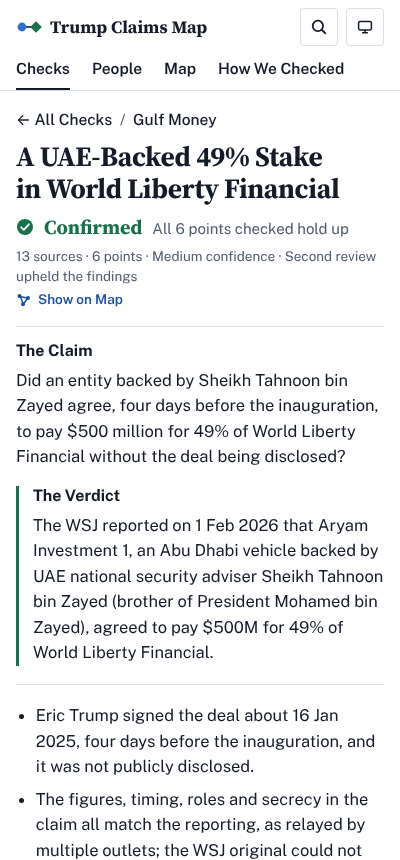 Trump Claims Map
Checks People Map How We Checked
← All Checks / Gulf Money
A UAE-Backed 49% Stake
in World Liberty Financial
Confirmed All 6 points checked hold up
13 sources · 6 points · Medium confidence · Second review
upheld the findings
Show on Map
The Claim
Did an entity backed by Sheikh Tahnoon bin
Zayed agree, four days before the inauguration,
to pay $500 million for 49% of World Liberty
Financial without the deal being disclosed?
The Verdict
The WSJ reported on 1 Feb 2026 that Aryam
Investment 1, an Abu Dhabi vehicle backed by
UAE national security adviser Sheikh Tahnoon
bin Zayed (brother of President Mohamed bin
Zayed), agreed to pay $500M for 49% of
World Liberty Financial.
• Eric Trump signed the deal about 16 Jan
2025, four days before the inauguration, and
it was not publicly disclosed.
• The figures, timing, roles and secrecy in the
claim all match the reporting, as relayed by
multiple outlets; the WSJ original could not